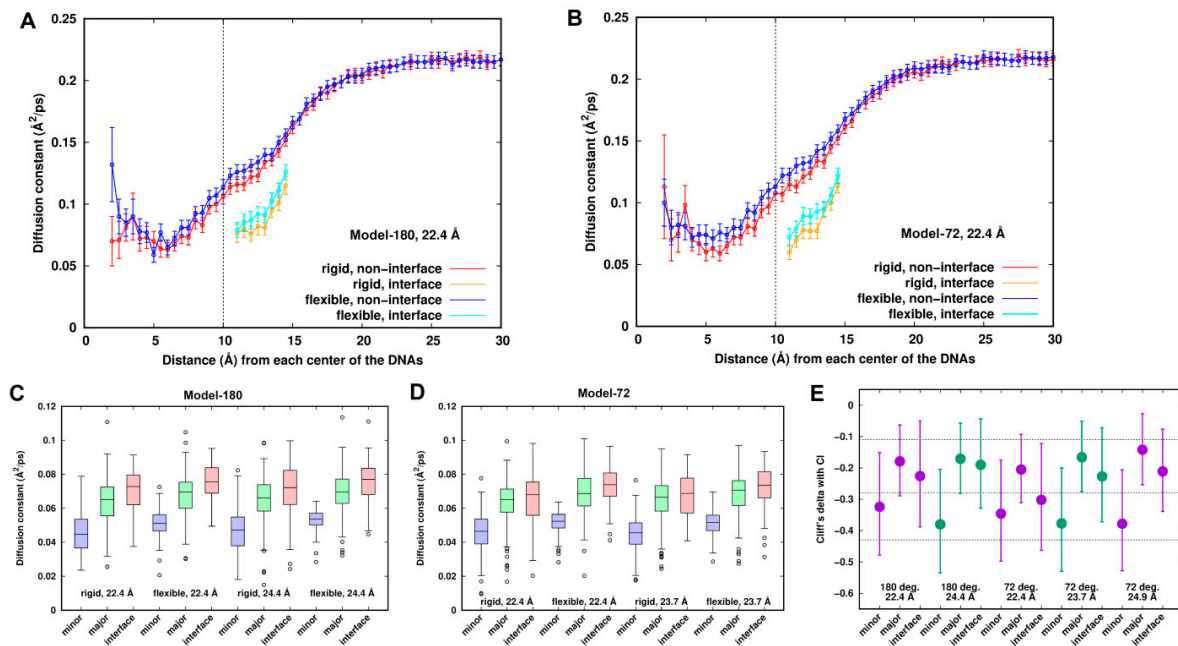 A
Diffusion constant (Å²/ps)
0.25
0.2
0.15
0.1
0.05
0
Model-180, 22.4 Å
rigid, non-interface
rigid, interface
flexible, non-interface
flexible, interface
0 5 10 15 20 25 30
Distance (Å) from each center of the DNAs
B
Diffusion constant (Å²/ps)
0.25
0.2
0.15
0.1
0.05
0
Model-72, 22.4 Å
rigid, non-interface
rigid, interface
flexible, non-interface
flexible, interface
0 5 10 15 20 25 30
Distance (Å) from each center of the DNAs
C
Model-180
Diffusion constant (Å²/ps)
0.12
0.1
0.08
0.06
0.04
0.02
0
rigid, 22.4 Å flexible, 22.4 Å rigid, 24.4 Å flexible, 24.4 Å
minor major interface minor major interface minor major interface minor major interface
D
Model-72
Diffusion constant (Å²/ps)
0.12
0.1
0.08
0.06
0.04
0.02
0
rigid, 22.4 Å flexible, 22.4 Å rigid, 23.7 Å flexible, 23.7 Å
minor major interface minor major interface minor major interface minor major interface
E
Cliff's delta with CI
0
−0.1
−0.2
−0.3
−0.4
−0.5
−0.6
180 deg. 180 deg. 72 deg. 72 deg. 72 deg.
22.4 Å 24.4 Å 22.4 Å 23.7 Å 24.9 Å
minor major interface minor major interface minor major interface minor major interface minor major interface